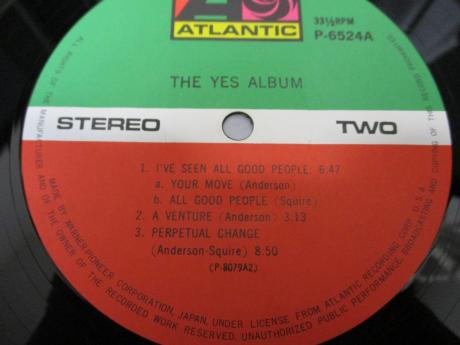 ATLANTIC
33⅓RPM
P-6524A
THE YES ALBUM
STEREO
TWO
1. I'VE SEEN ALL GOOD PEOPLE 6:47
a. YOUR MOVE (Anderson)
b. ALL GOOD PEOPLE (Squire)
2. A VENTURE (Anderson) 3.13
3. PERPETUAL CHANGE
(Anderson-Squire) 8:50
(P-8079A2)
ALL RIGHTS OF THE MANUFACTURER AND OF THE OWNER OF THE RECORDED WORK RESERVED. UNAUTHORIZED PUBLIC PERFORMANCE, BROADCASTING AND COPYING OF THIS RECORD PROHIBITED
MADE BY WARNER-PIONEER CORPORATION, JAPAN, UNDER LICENSE FROM ATLANTIC RECORDING CORP. U.S.A.